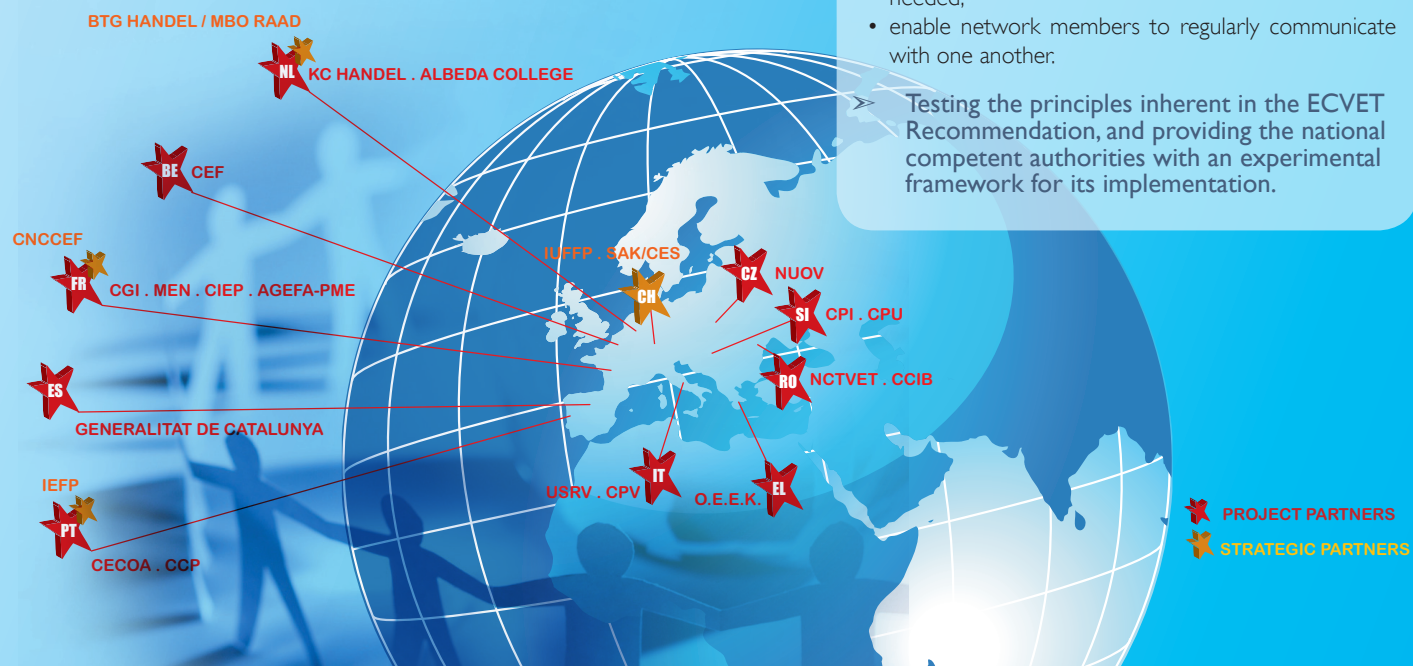 needed;
• enable network members to regularly communicate
with one another.
➢ Testing the principles inherent in the ECVET
Recommendation, and providing the national
competent authorities with an experimental
framework for its implementation.
BTG HANDEL / MBO RAAD
NL KC HANDEL . ALBEDA COLLEGE
BE CEF
CNCCEF
FR CGI . MEN . CIEP . AGEFA-PME
ES
GENERALITAT DE CATALUNYA
IEFP
PT
CECOA . CCP
IUFFP . SAK/CES
CH
CZ NUOV
SI CPI . CPU
RO NCTVET . CCIB
IT
USRV . CPV
EL
O.E.E.K.
PROJECT PARTNERS
STRATEGIC PARTNERS